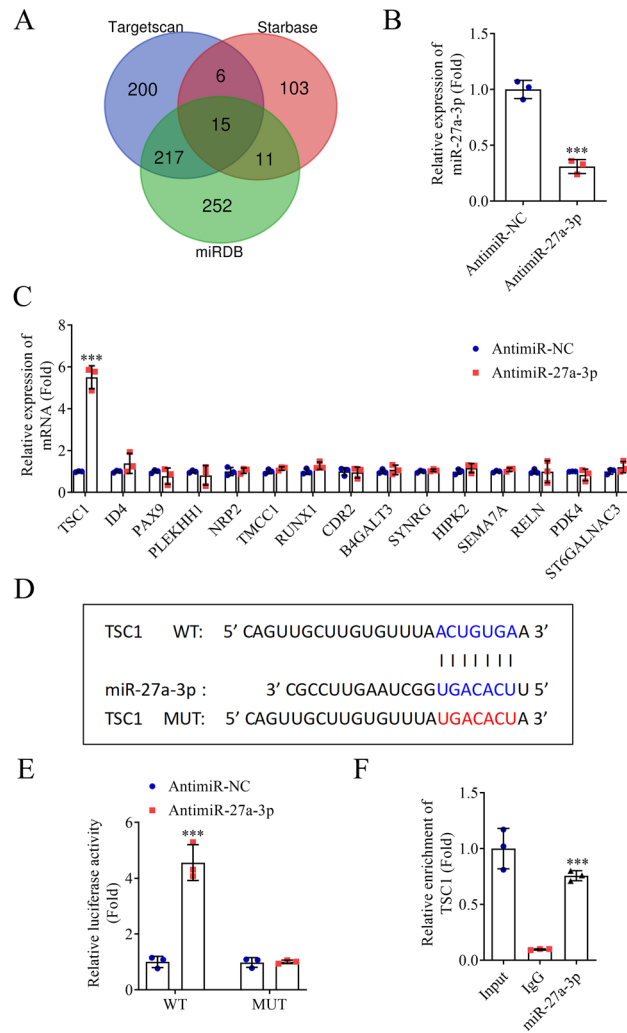 A
Targetscan
Starbase
200
6
103
15
217
11
252
miRDB
B
Relative expression of
miR-27a-3p (Fold)
1.5
1.0
0.5
0.0
***
AntimiR-NC
AntimiR-27a-3p
C
Relative expression of
mRNA (Fold)
8
6
4
2
0
***
AntimiR-NC
AntimiR-27a-3p
TSC1
ID4
PAX9
PLEKHH1
NRP2
TMCC1
RUNX1
CDR2
B4GALT3
SYNRG
HIPK2
SEMA7A
RELN
PDK4
ST6GALNAC3
D
TSC1 WT: 5’ CAGUUGCUUGUGUUUAACUGUGAA 3’
miR-27a-3p : 3’ CGCCUUGAAUCGGUGACACUU 5’
TSC1 MUT: 5’ CAGUUGCUUGUGUUUAUGACACUA 3’
E
AntimiR-NC
AntimiR-27a-3p
Relative luciferase activity
(Fold)
6
4
2
0
***
WT
MUT
F
Relative enrichment of
TSC1 (Fold)
1.5
1.0
0.5
0.0
***
Input
IgG
miR-27a-3p